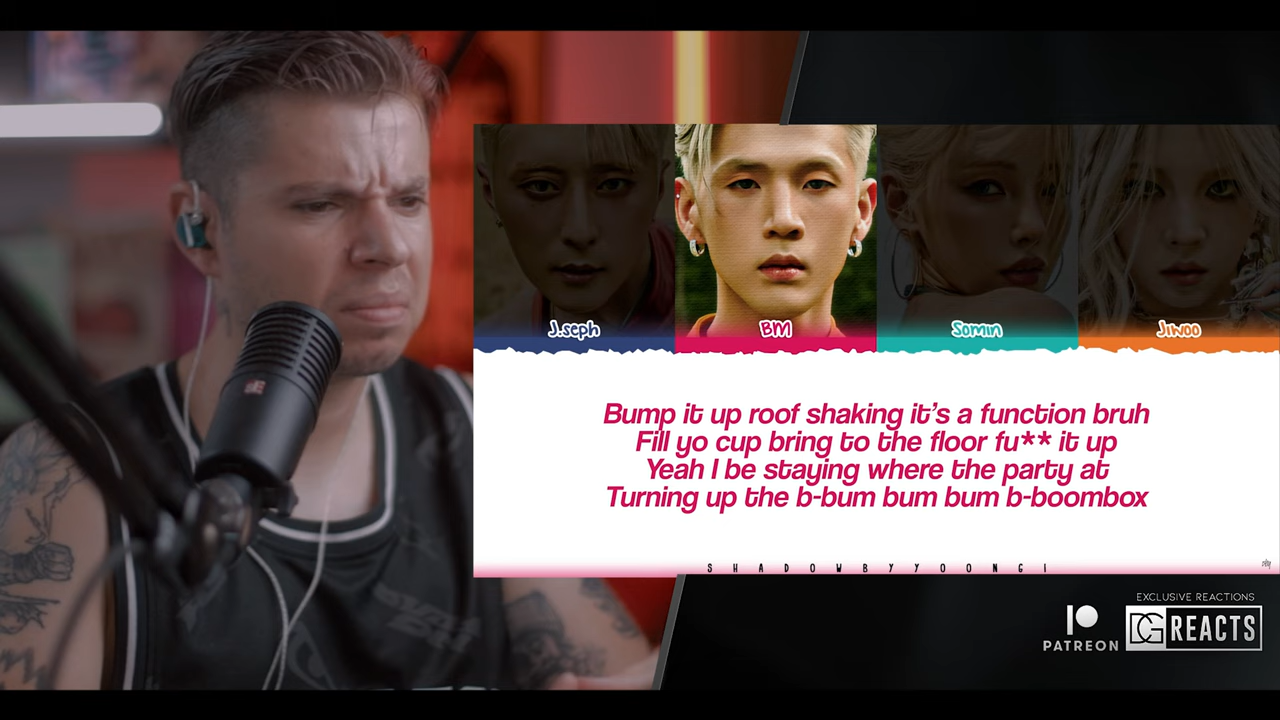 J.seph
BM
Somin
Jiwoo
Bump it up roof shaking it's a function bruh
Fill yo cup bring to the floor fu** it up
Yeah I be staying where the party at
Turning up the b-bum bum bum b-boombox
SHADOWBYYOONGI
EXCLUSIVE REACTIONS
PATREON
DG REACTS